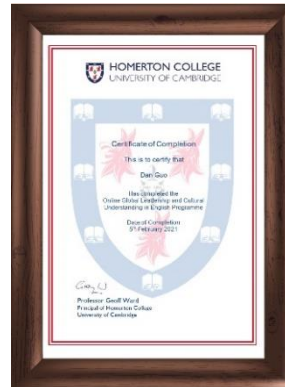 HOMERTON COLLEGE
UNIVERSITY OF CAMBRIDGE
Certificate of Completion
This is to certify that
Dan Guo
Has completed the
Online Global Leadership and Cultural
Understanding in English Programme
Date of Completion
5th February 2021
Professor Geoff Ward
Principal of Homerton College
University of Cambridge